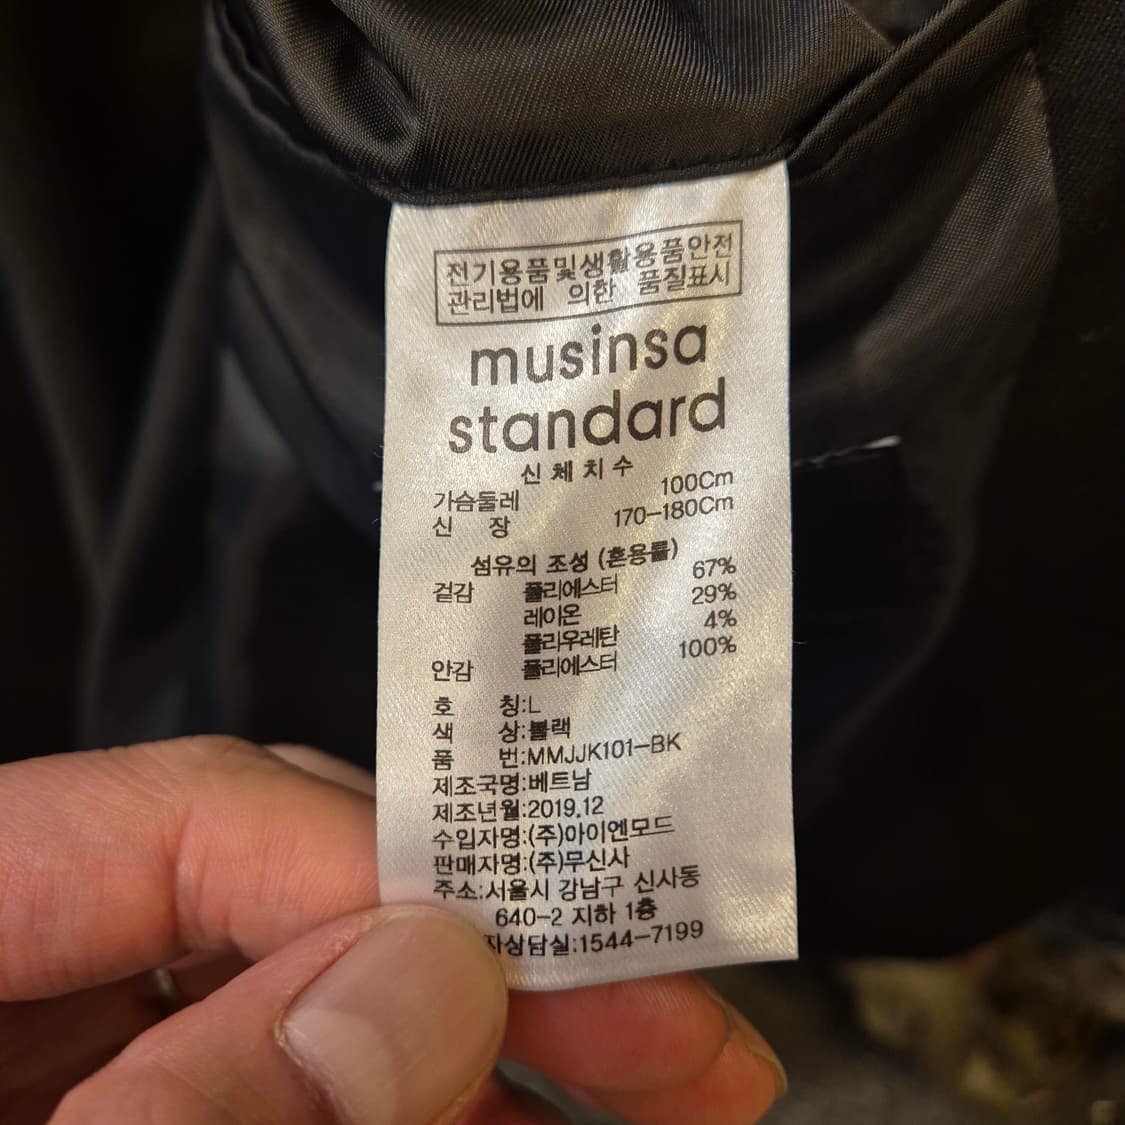 전기용품및생활용품안전
관리법에 의한 품질표시
musinsa
standard
신체치수
가슴둘레 100Cm
신 장 170-180Cm
섬유의 조성 (혼용률)
겉감 폴리에스터 67%
레이온 29%
폴리우레탄 4%
안감 폴리에스터 100%
호 칭:L
색 상:블랙
품 번:MMJJK101-BK
제조국명:베트남
제조년월:2019.12
수입자명:(주)아이엔모드
판매자명:(주)무신사
주소:서울시 강남구 신사동
640-2 지하 1층
자상담실:1544-7199